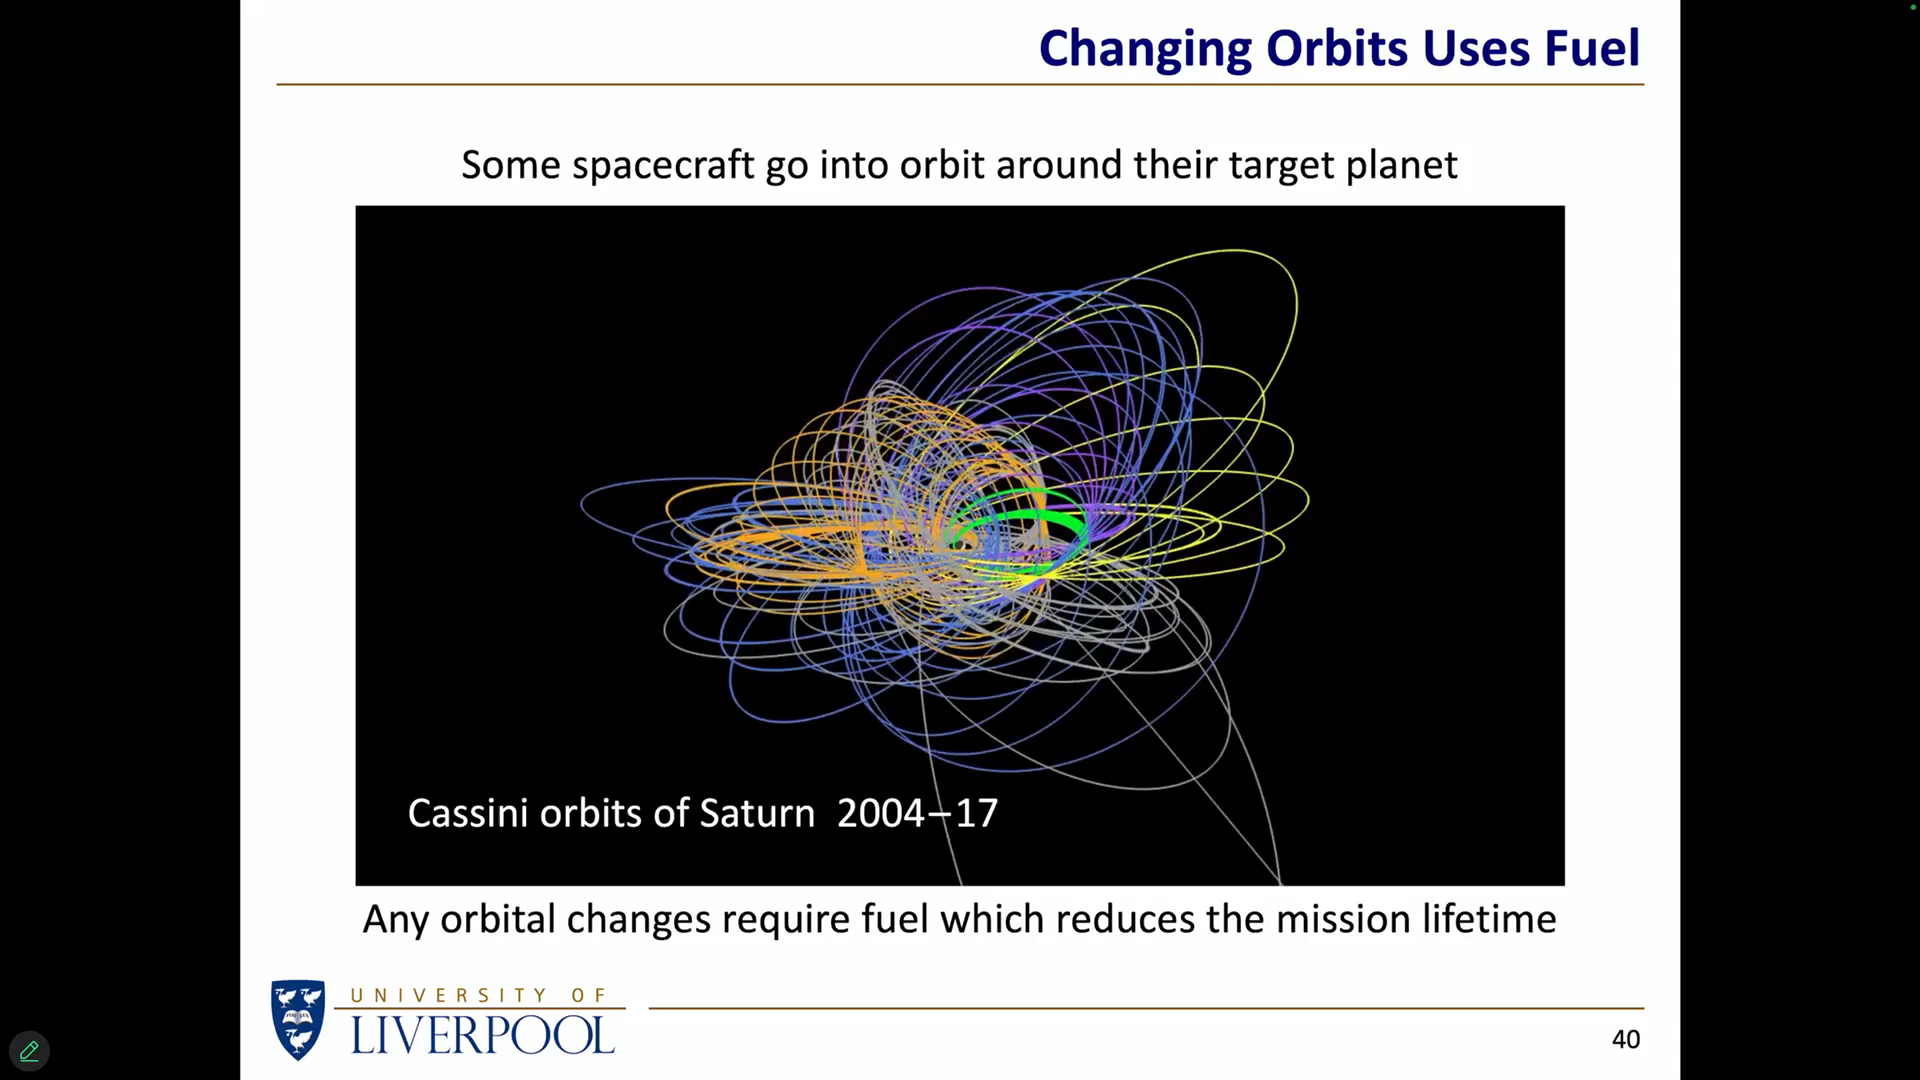 Changing Orbits Uses Fuel
Some spacecraft go into orbit around their target planet
Cassini orbits of Saturn 2004–17
Any orbital changes require fuel which reduces the mission lifetime
UNIVERSITY OF
LIVERPOOL
40